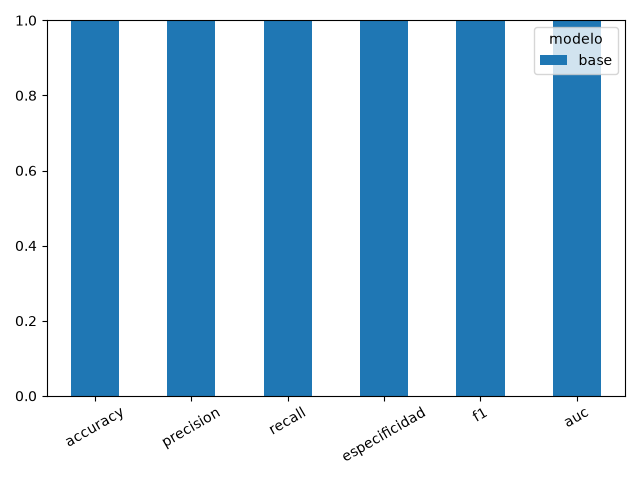 1.0
0.8
0.6
0.4
0.2
0.0
modelo
base
accuracy
precision
recall
especificidad
f1
auc